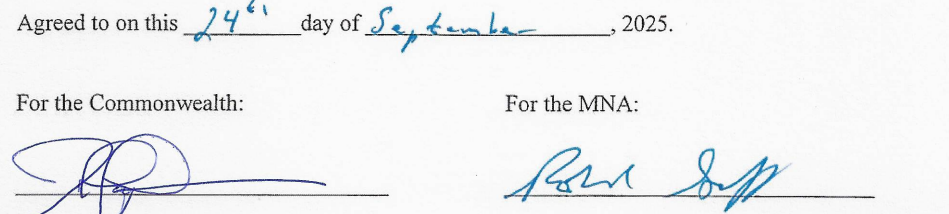 Agreed to on this 24th day of September, 2025.
For the Commonwealth:
For the MNA: